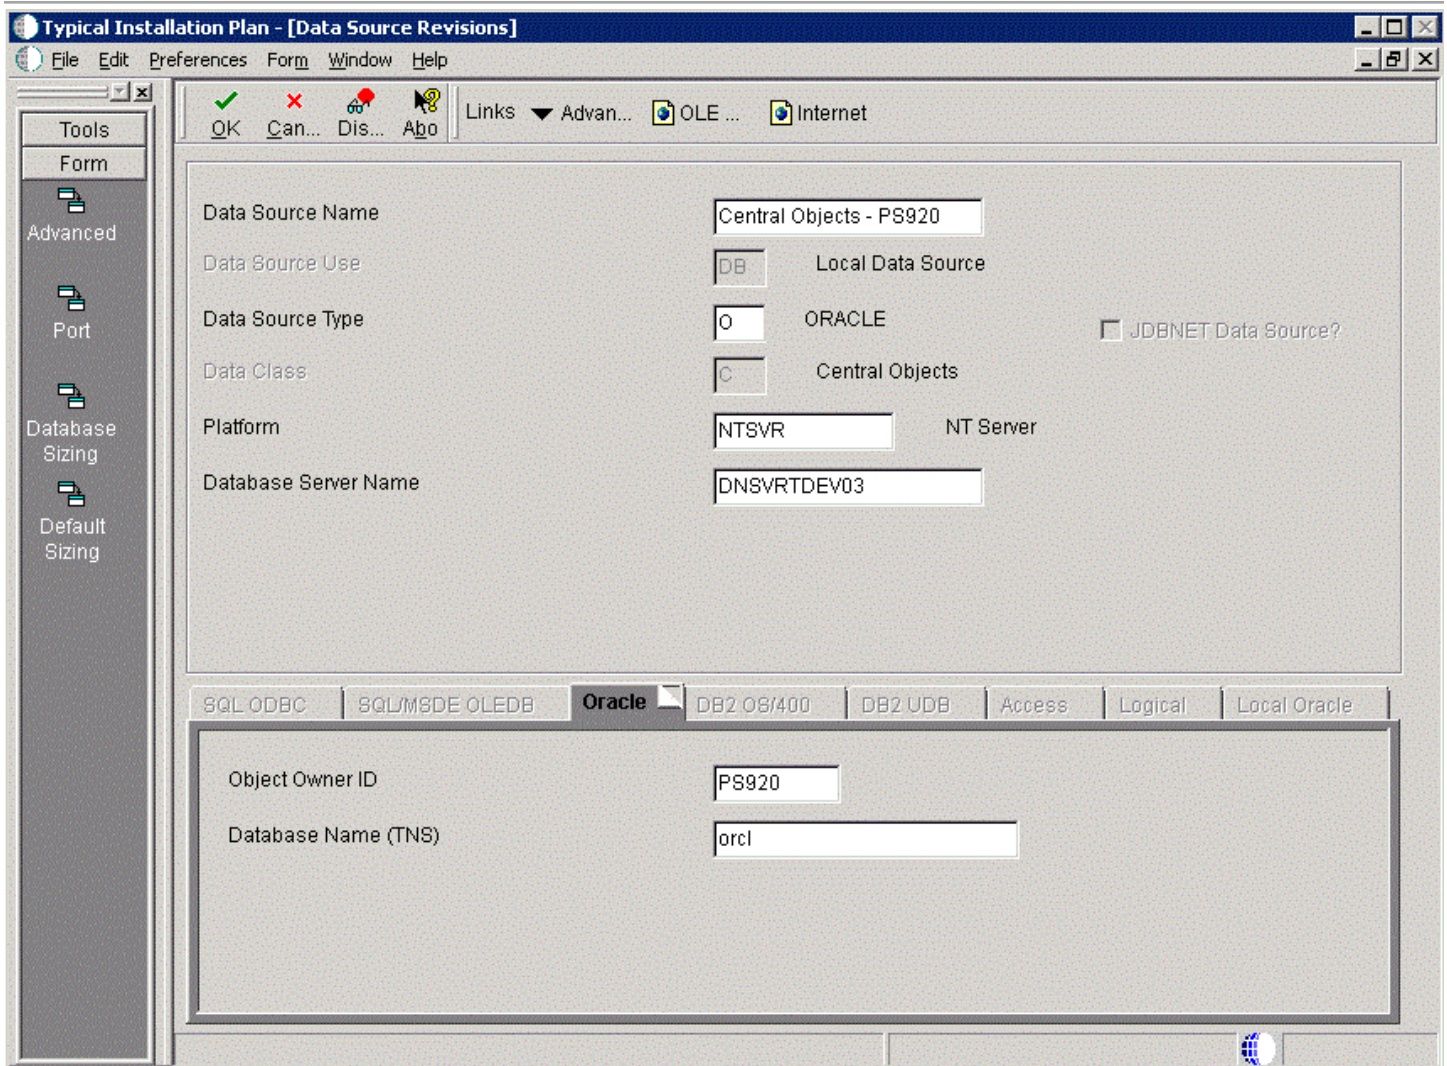 Typical Installation Plan - [Data Source Revisions]
File Edit Preferences Form Window Help
Tools
Form
Advanced
Port
Database
Sizing
Default
Sizing
OK Can... Dis... Abo Links Advan... OLE ... Internet
Data Source Name Central Objects - PS920
Data Source Use DB Local Data Source
Data Source Type O ORACLE JDBNET Data Source?
Data Class C Central Objects
Platform NTSVR NT Server
Database Server Name DNSVRTDEV03
SQL ODBC SQL/MSDE OLEDB Oracle DB2 OS/400 DB2 UDB Access Logical Local Oracle
Object Owner ID PS920
Database Name (TNS) orcl